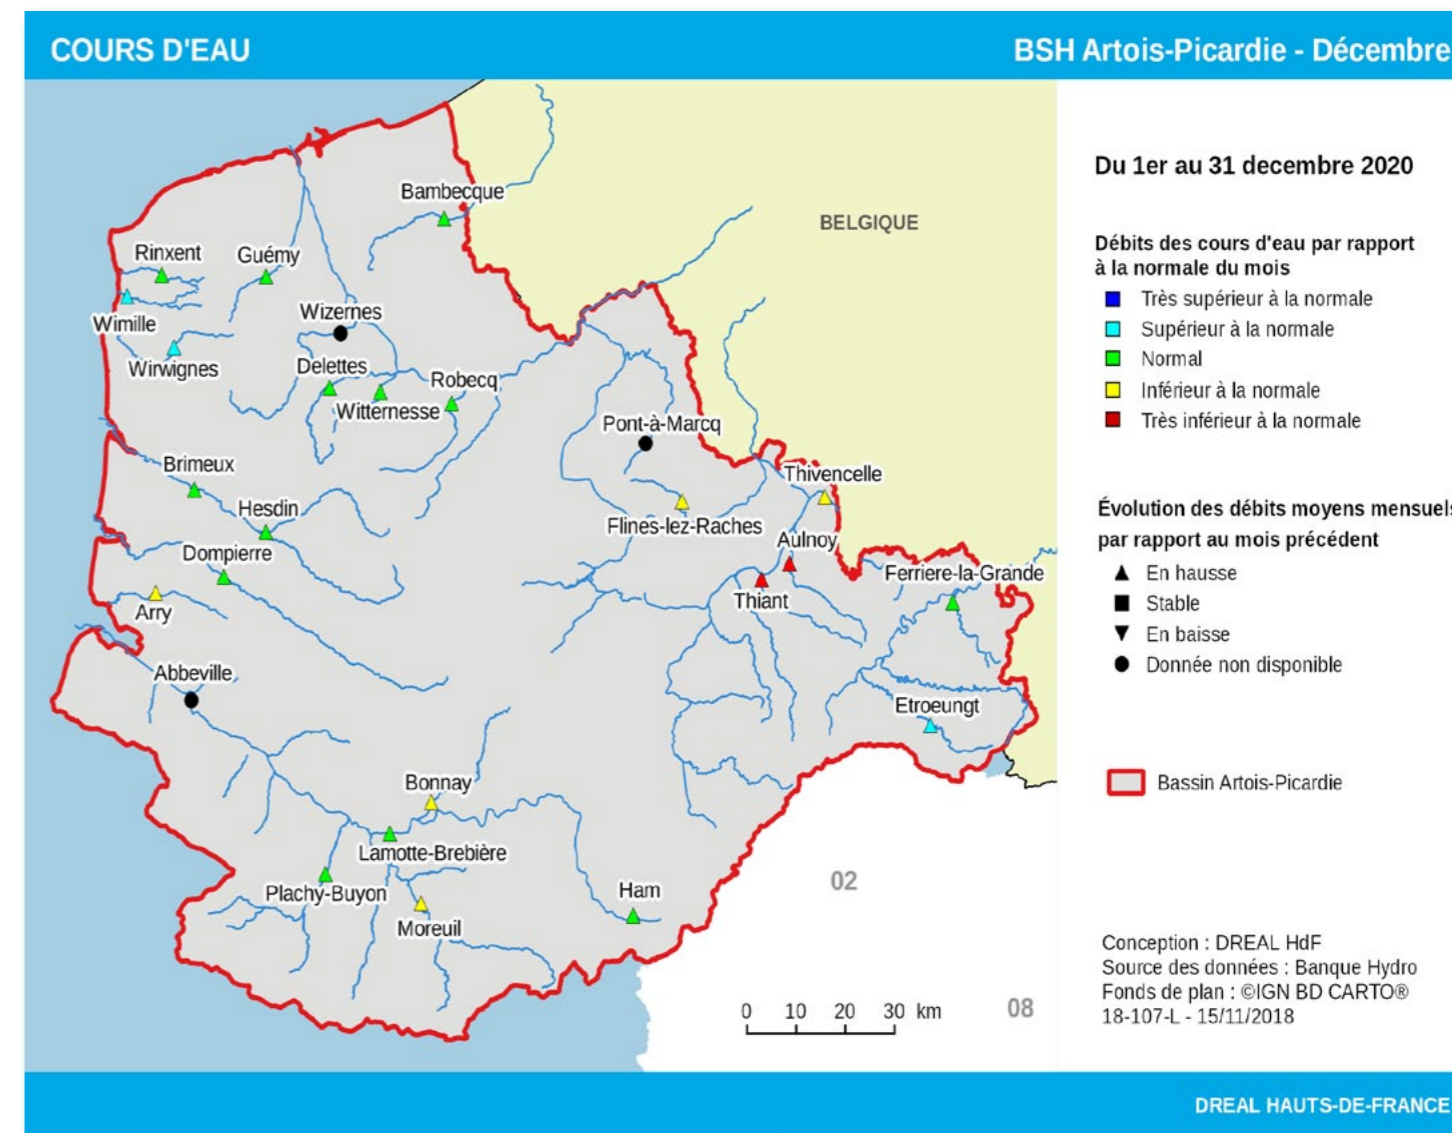 COURS D'EAU
BSH Artois-Picardie - Décembre
Du 1er au 31 decembre 2020
Débits des cours d'eau par rapport
à la normale du mois
Très supérieur à la normale
Supérieur à la normale
Normal
Inférieur à la normale
Très inférieur à la normale
Évolution des débits moyens mensuels
par rapport au mois précédent
En hausse
Stable
En baisse
Donnée non disponible
Bassin Artois-Picardie
Conception : DREAL HdF
Source des données : Banque Hydro
Fonds de plan : ©IGN BD CARTO®
18-107-L - 15/11/2018
BELGIQUE
Bambecque
Rinxent
Guémy
Wimille
Wizernes
Wirwignes
Delettes
Robecq
Witternesse
Pont-à-Marcq
Brimeux
Thivencelle
Hesdin
Flines-lez-Raches
Aulnoy
Dompierre
Ferriere-la-Grande
Thiant
Arry
Abbeville
Etroeungt
Bonnay
Lamotte-Brebière
02
Plachy-Buyon
Ham
Moreuil
08
0 10 20 30 km
DREAL HAUTS-DE-FRANCE